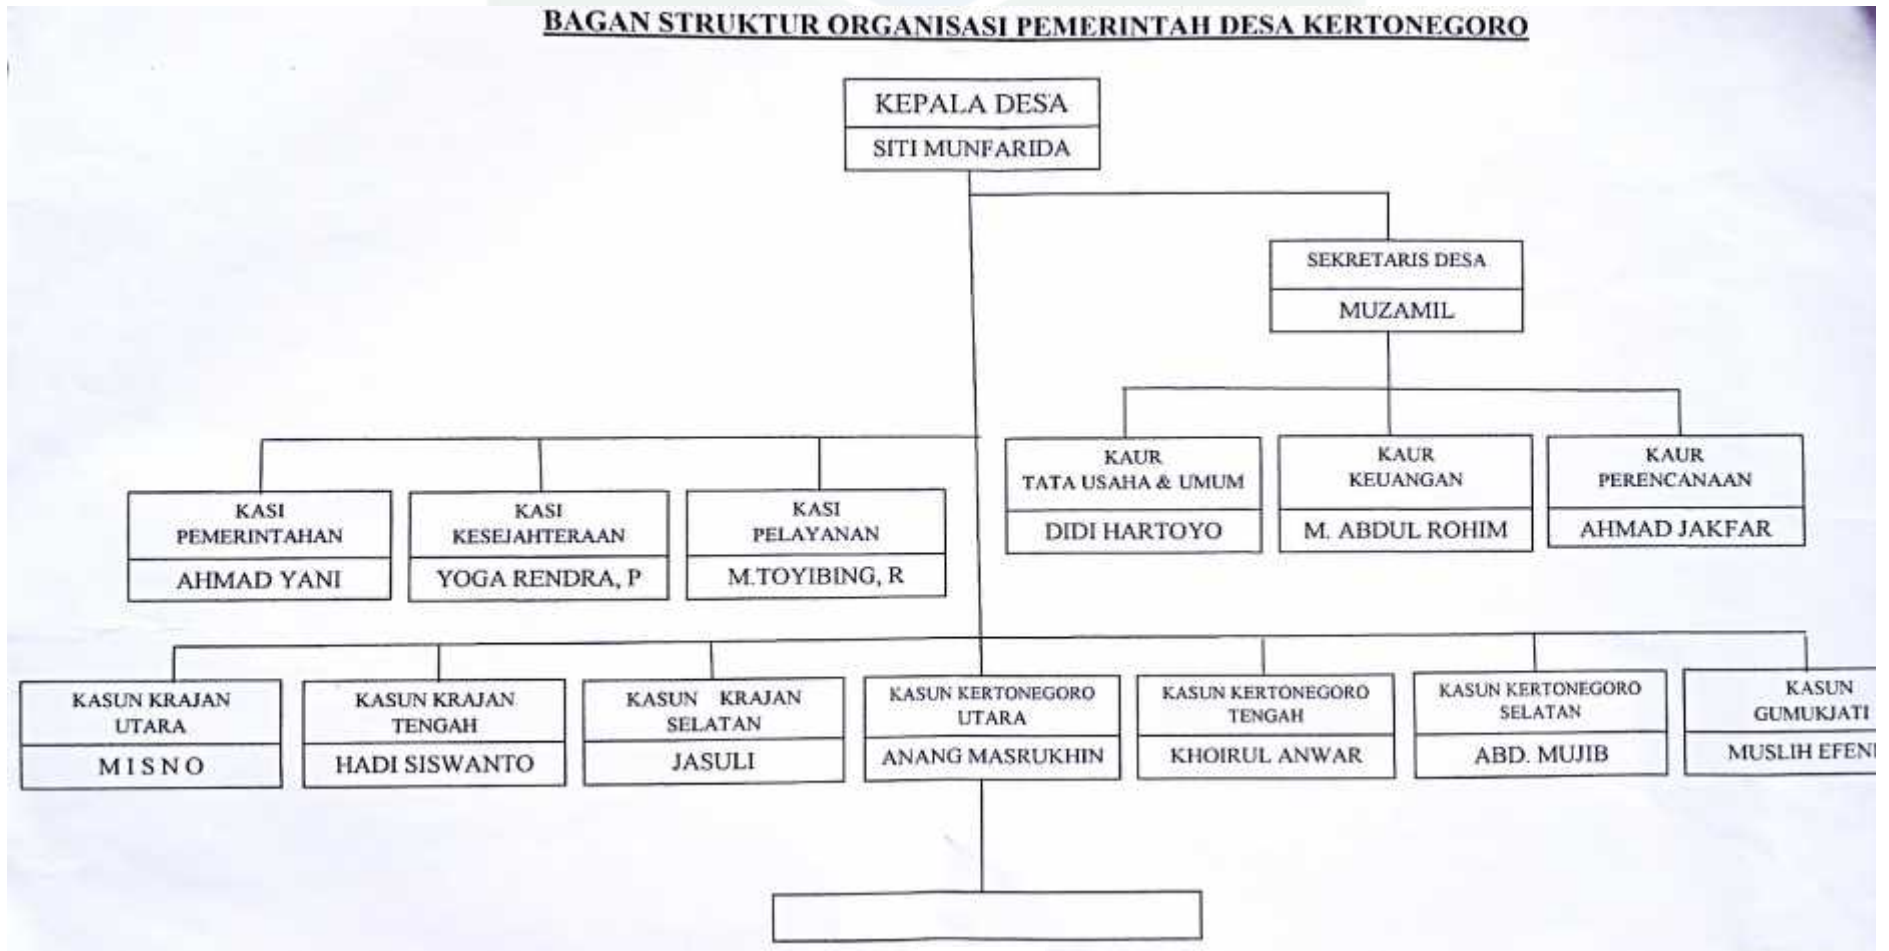 BAGAN STRUKTUR ORGANISASI PEMERINTAH DESA KERTONEGORO
KEPALA DESA
SITI MUNFARIDA
SEKRETARIS DESA
MUZAMIL
KAUR
TATA USAHA & UMUM
DIDI HARTOYO
KAUR
KEUANGAN
M. ABDUL ROHIM
KAUR
PERENCANAAN
AHMAD JAKFAR
KASI
PEMERINTAHAN
AHMAD YANI
KASI
KESEJAHTERAAN
YOGA RENDRA, P
KASI
PELAYANAN
M.TOYIBING, R
KASUN KRAJAN
UTARA
M I S N O
KASUN KRAJAN
TENGAH
HADI SISWANTO
KASUN KRAJAN
SELATAN
JASULI
KASUN KERTONEGORO
UTARA
ANANG MASRUKHIN
KASUN KERTONEGORO
TENGAH
KHOIRUL ANWAR
KASUN KERTONEGORO
SELATAN
ABD. MUJIB
KASUN
GUMUKJATI
MUSLIH